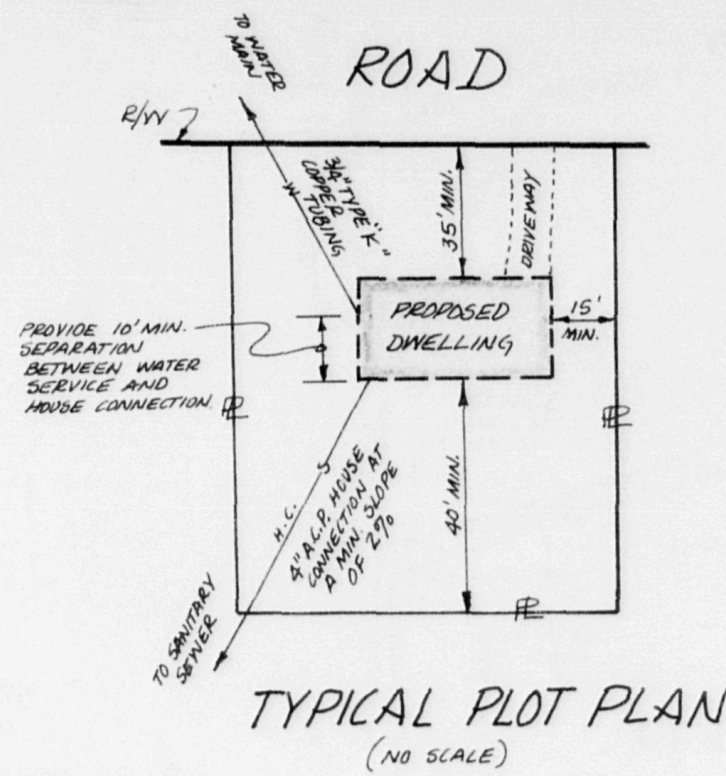 TO WATER
MAIN
ROAD
R/W
3/4" TYPE "K"
COPPER
TUBING
W
35' MIN.
DRIVEWAY
PROPOSED
DWELLING
15'
MIN.
PROVIDE 10' MIN.
SEPARATION
BETWEEN WATER
SERVICE AND
HOUSE CONNECTION.
PL
PL
S
H.C.
4" A.C.P. HOUSE
CONNECTION AT
A MIN. SLOPE
OF 2%
40' MIN.
PL
TO SANITARY
SEWER
TYPICAL PLOT PLAN
(NO SCALE)